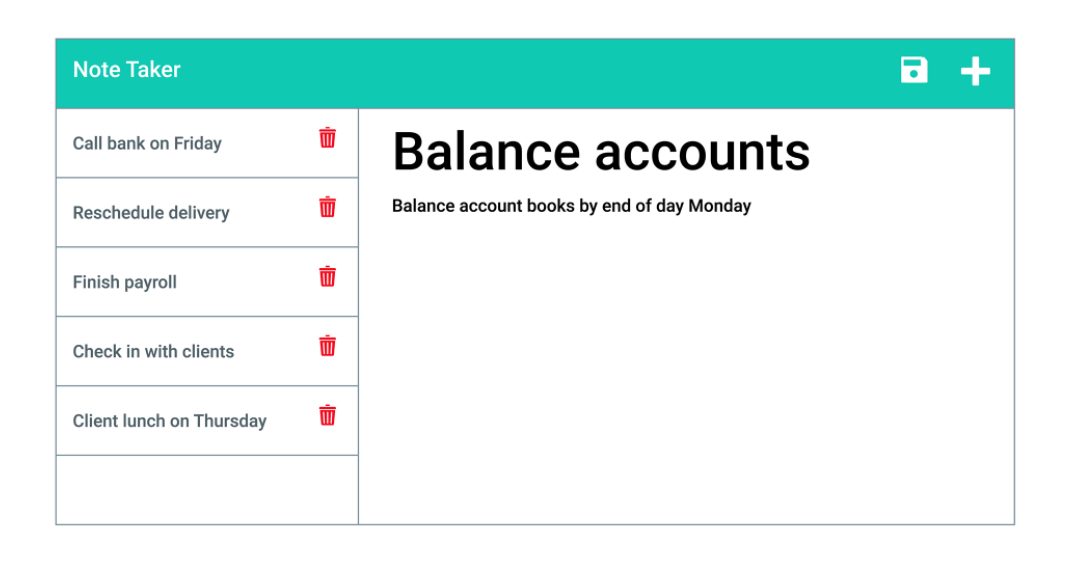 Note Taker
Call bank on Friday
Reschedule delivery
Finish payroll
Check in with clients
Client lunch on Thursday
Balance accounts
Balance account books by end of day Monday